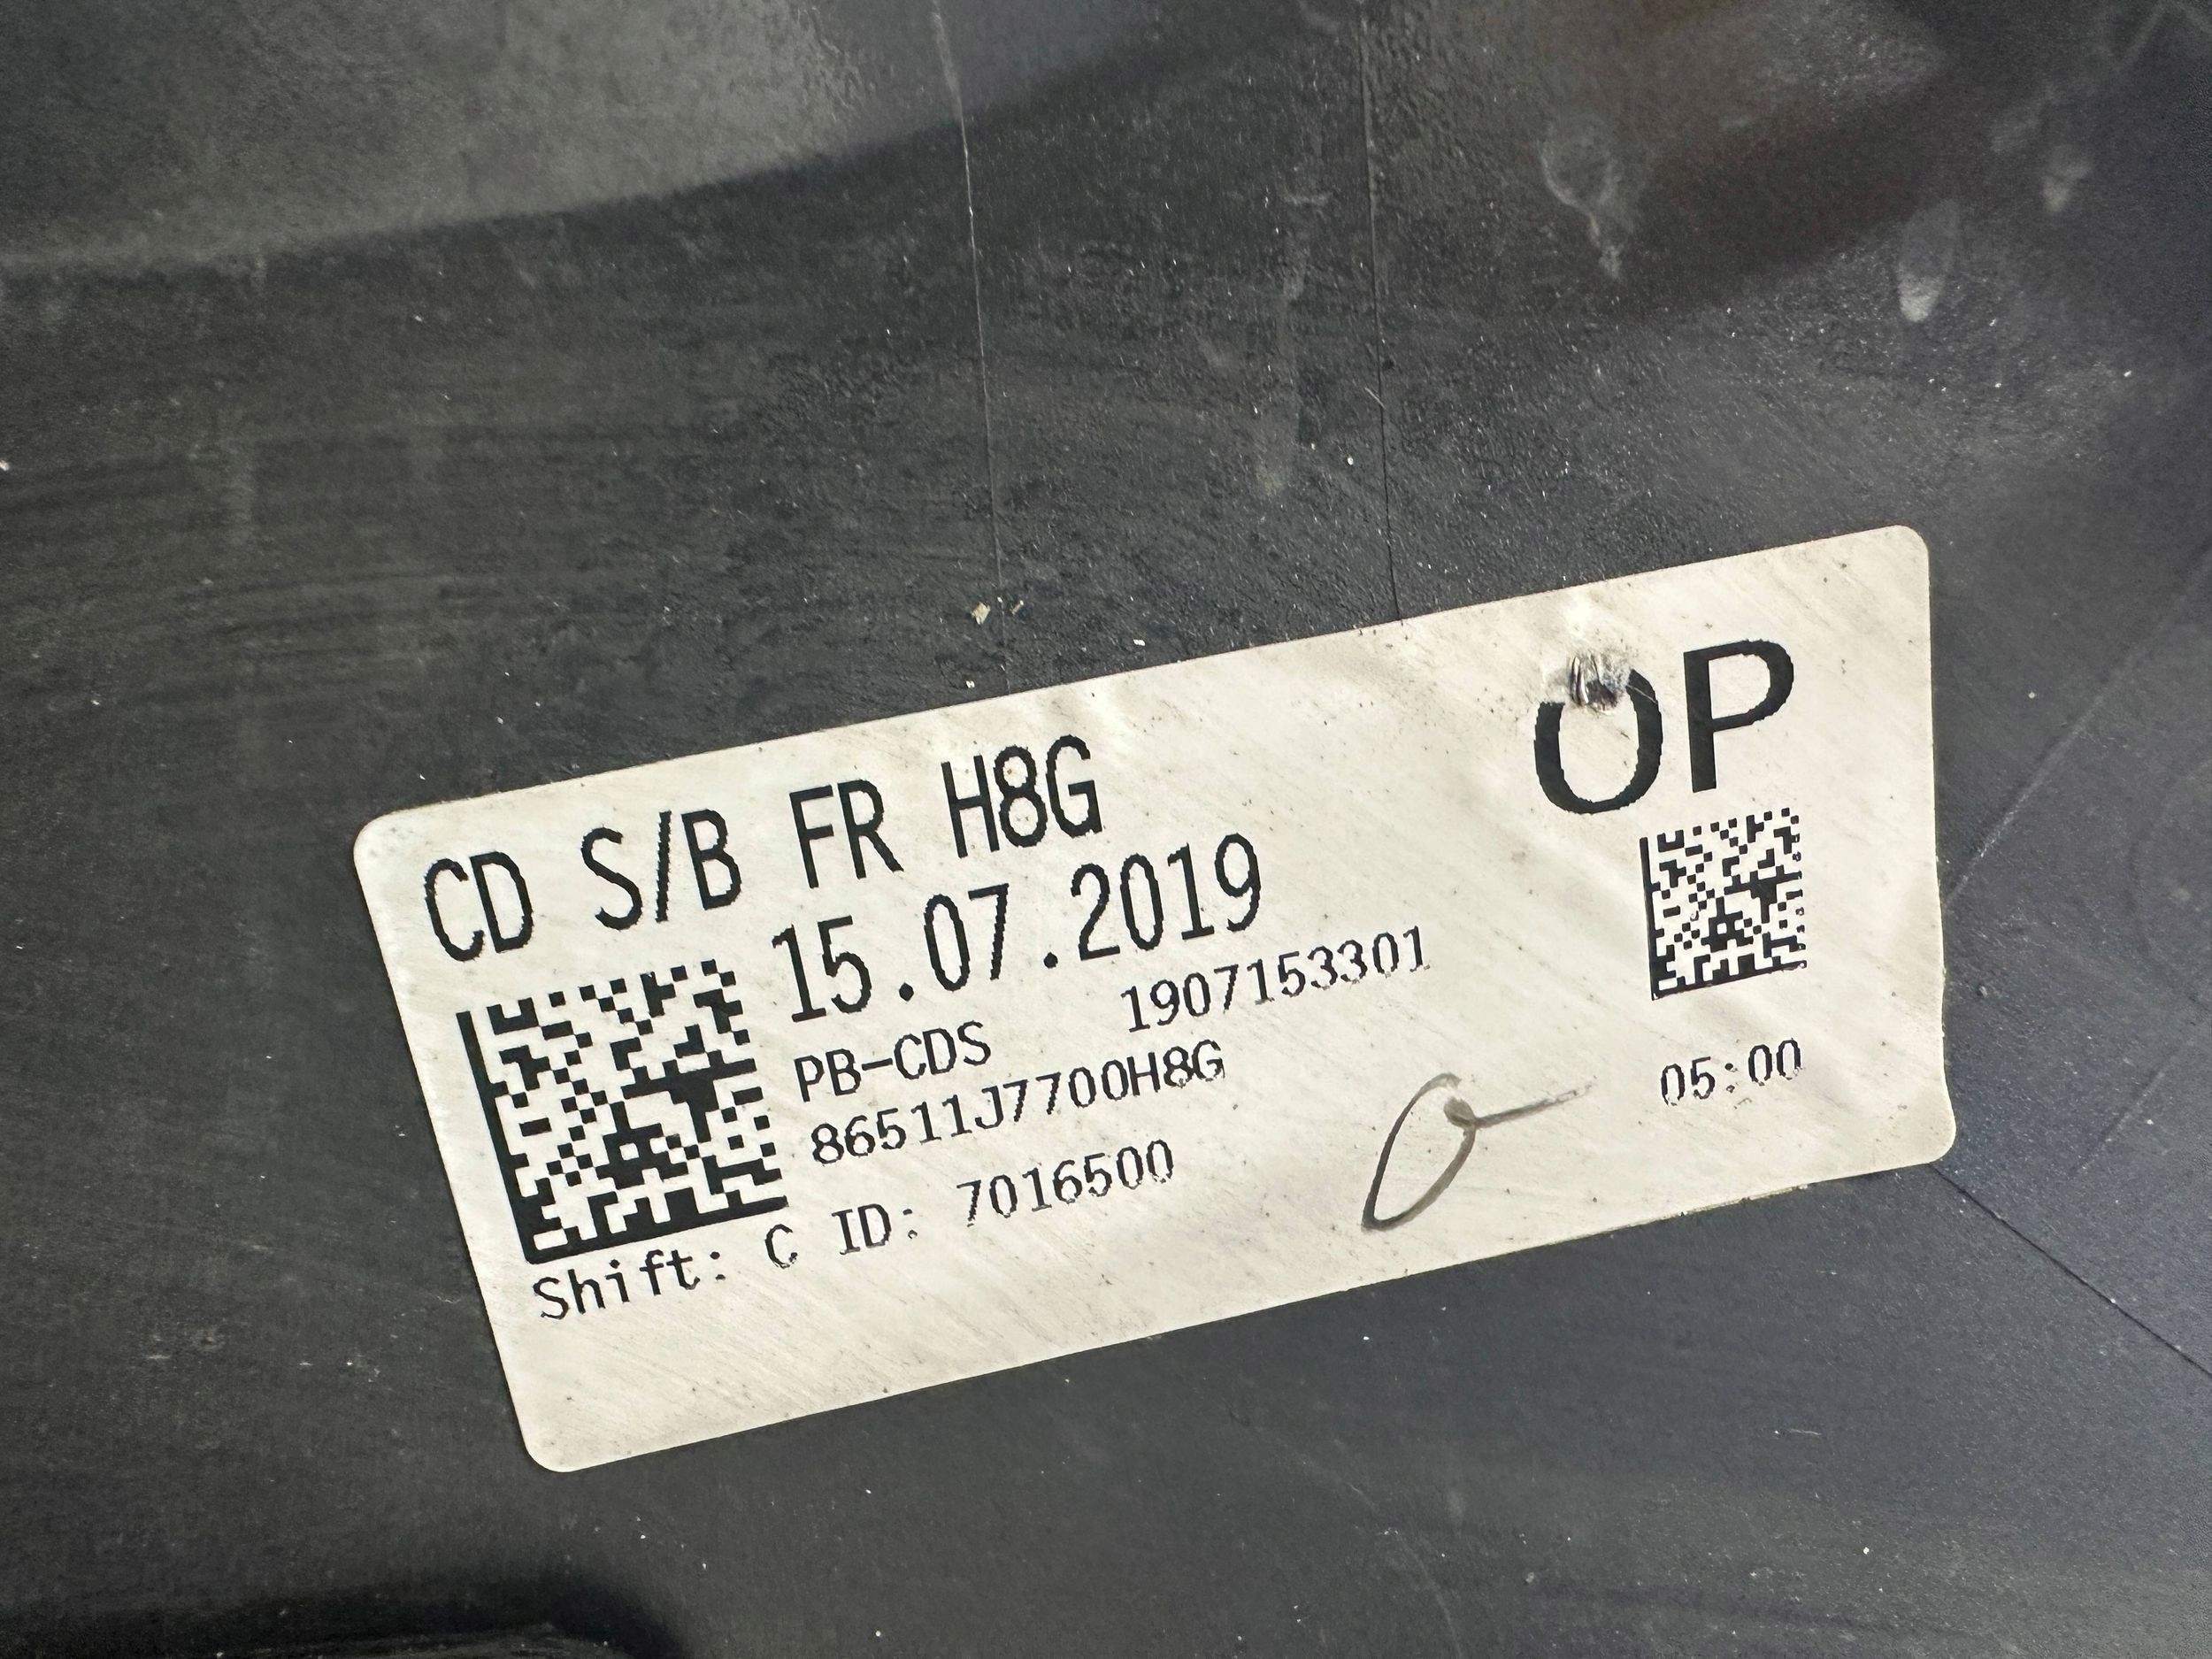 CD S/B FR H8G
OP
15.07.2019
PB-CDS 1907153301
86511J7700H8G
05:00
Shift: C ID: 7016500